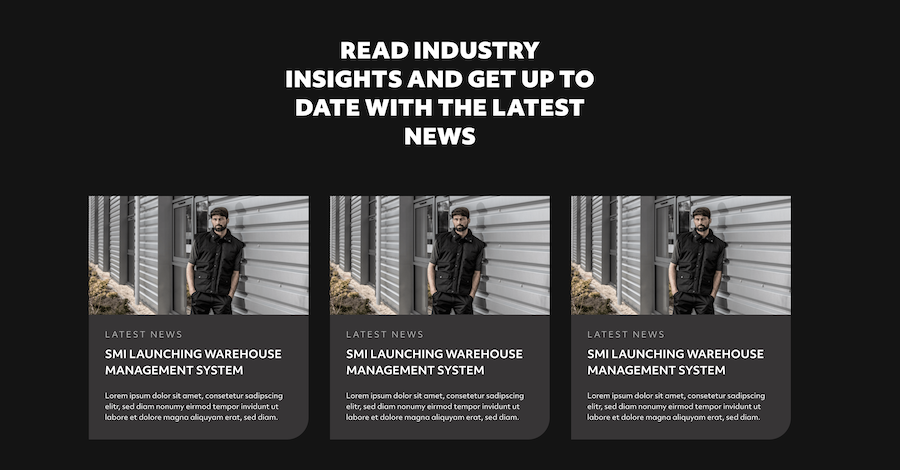 READ INDUSTRY
INSIGHTS AND GET UP TO
DATE WITH THE LATEST
NEWS
LATEST NEWS
SMI LAUNCHING WAREHOUSE
MANAGEMENT SYSTEM
Lorem ipsum dolor sit amet, consetetur sadipscing
elitr, sed diam nonumy eirmod tempor invidunt ut
labore et dolore magna aliquyam erat, sed diam.
LATEST NEWS
SMI LAUNCHING WAREHOUSE
MANAGEMENT SYSTEM
Lorem ipsum dolor sit amet, consetetur sadipscing
elitr, sed diam nonumy eirmod tempor invidunt ut
labore et dolore magna aliquyam erat, sed diam.
LATEST NEWS
SMI LAUNCHING WAREHOUSE
MANAGEMENT SYSTEM
Lorem ipsum dolor sit amet, consetetur sadipscing
elitr, sed diam nonumy eirmod tempor invidunt ut
labore et dolore magna aliquyam erat, sed diam.